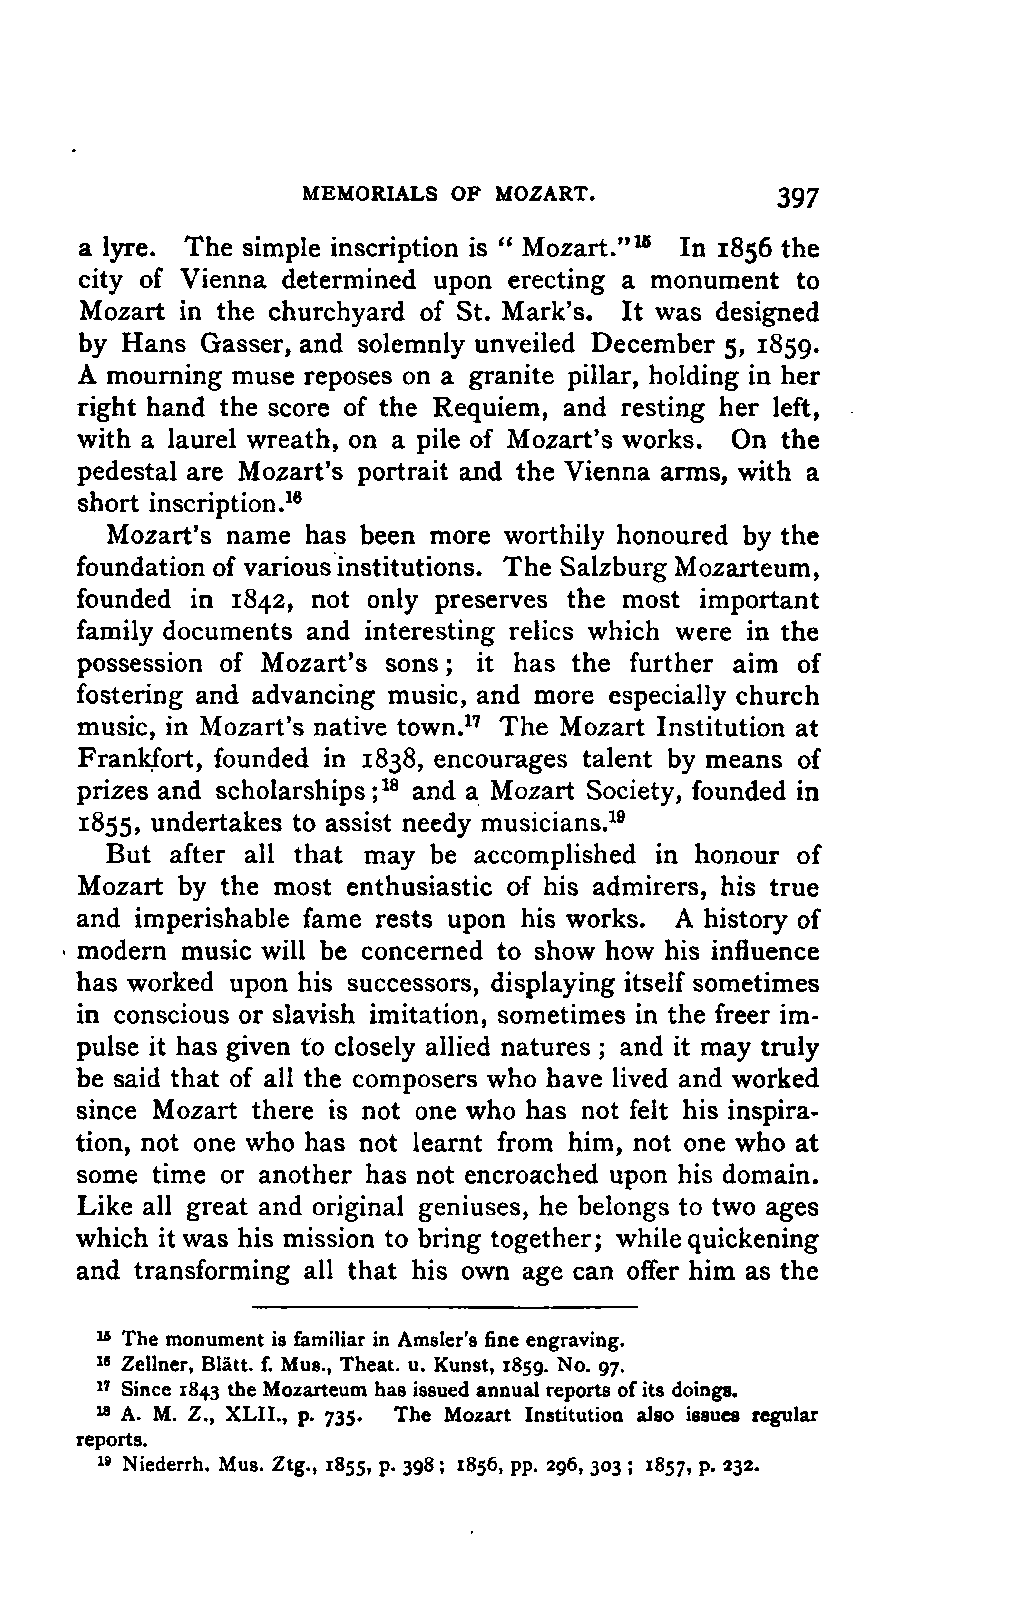 MEMORIALS OF MOZART. 397
a lyre. The simple inscription is “ Mozart.”¹⁵ In 1856 the
city of Vienna determined upon erecting a monument to
Mozart in the churchyard of St. Mark's. It was designed
by Hans Gasser, and solemnly unveiled December 5, 1859.
A mourning muse reposes on a granite pillar, holding in her
right hand the score of the Requiem, and resting her left,
with a laurel wreath, on a pile of Mozart's works. On the
pedestal are Mozart's portrait and the Vienna arms, with a
short inscription.¹⁶
Mozart's name has been more worthily honoured by the
foundation of various institutions. The Salzburg Mozarteum,
founded in 1842, not only preserves the most important
family documents and interesting relics which were in the
possession of Mozart's sons ; it has the further aim of
fostering and advancing music, and more especially church
music, in Mozart's native town.¹⁷ The Mozart Institution at
Frankfort, founded in 1838, encourages talent by means of
prizes and scholarships ;¹⁸ and a Mozart Society, founded in
1855, undertakes to assist needy musicians.¹⁹
But after all that may be accomplished in honour of
Mozart by the most enthusiastic of his admirers, his true
and imperishable fame rests upon his works. A history of
modern music will be concerned to show how his influence
has worked upon his successors, displaying itself sometimes
in conscious or slavish imitation, sometimes in the freer im-
pulse it has given to closely allied natures ; and it may truly
be said that of all the composers who have lived and worked
since Mozart there is not one who has not felt his inspira-
tion, not one who has not learnt from him, not one who at
some time or another has not encroached upon his domain.
Like all great and original geniuses, he belongs to two ages
which it was his mission to bring together; while quickening
and transforming all that his own age can offer him as the
¹⁵ The monument is familiar in Amsler's fine engraving.
¹⁶ Zellner, Blätt. f. Mus., Theat. u. Kunst, 1859. No. 97.
¹⁷ Since 1843 the Mozarteum has issued annual reports of its doings.
¹⁸ A. M. Z., XLII., p. 735. The Mozart Institution also issues regular
reports.
¹⁹ Niederrh. Mus. Ztg., 1855, p. 398 ; 1856, pp. 296, 303 ; 1857, p. 232.